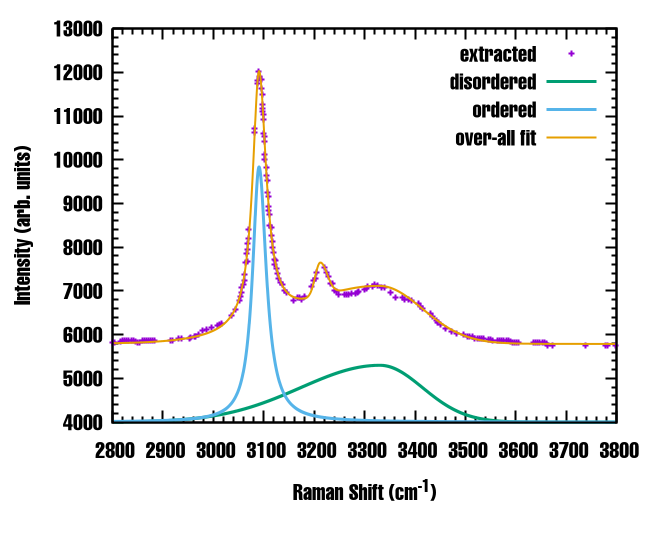 13000
12000
11000
10000
9000
8000
7000
6000
5000
4000
Intensity (arb. units)
extracted
disordered
ordered
over-all fit
2800 2900 3000 3100 3200 3300 3400 3500 3600 3700 3800
Raman Shift (cm⁻¹)